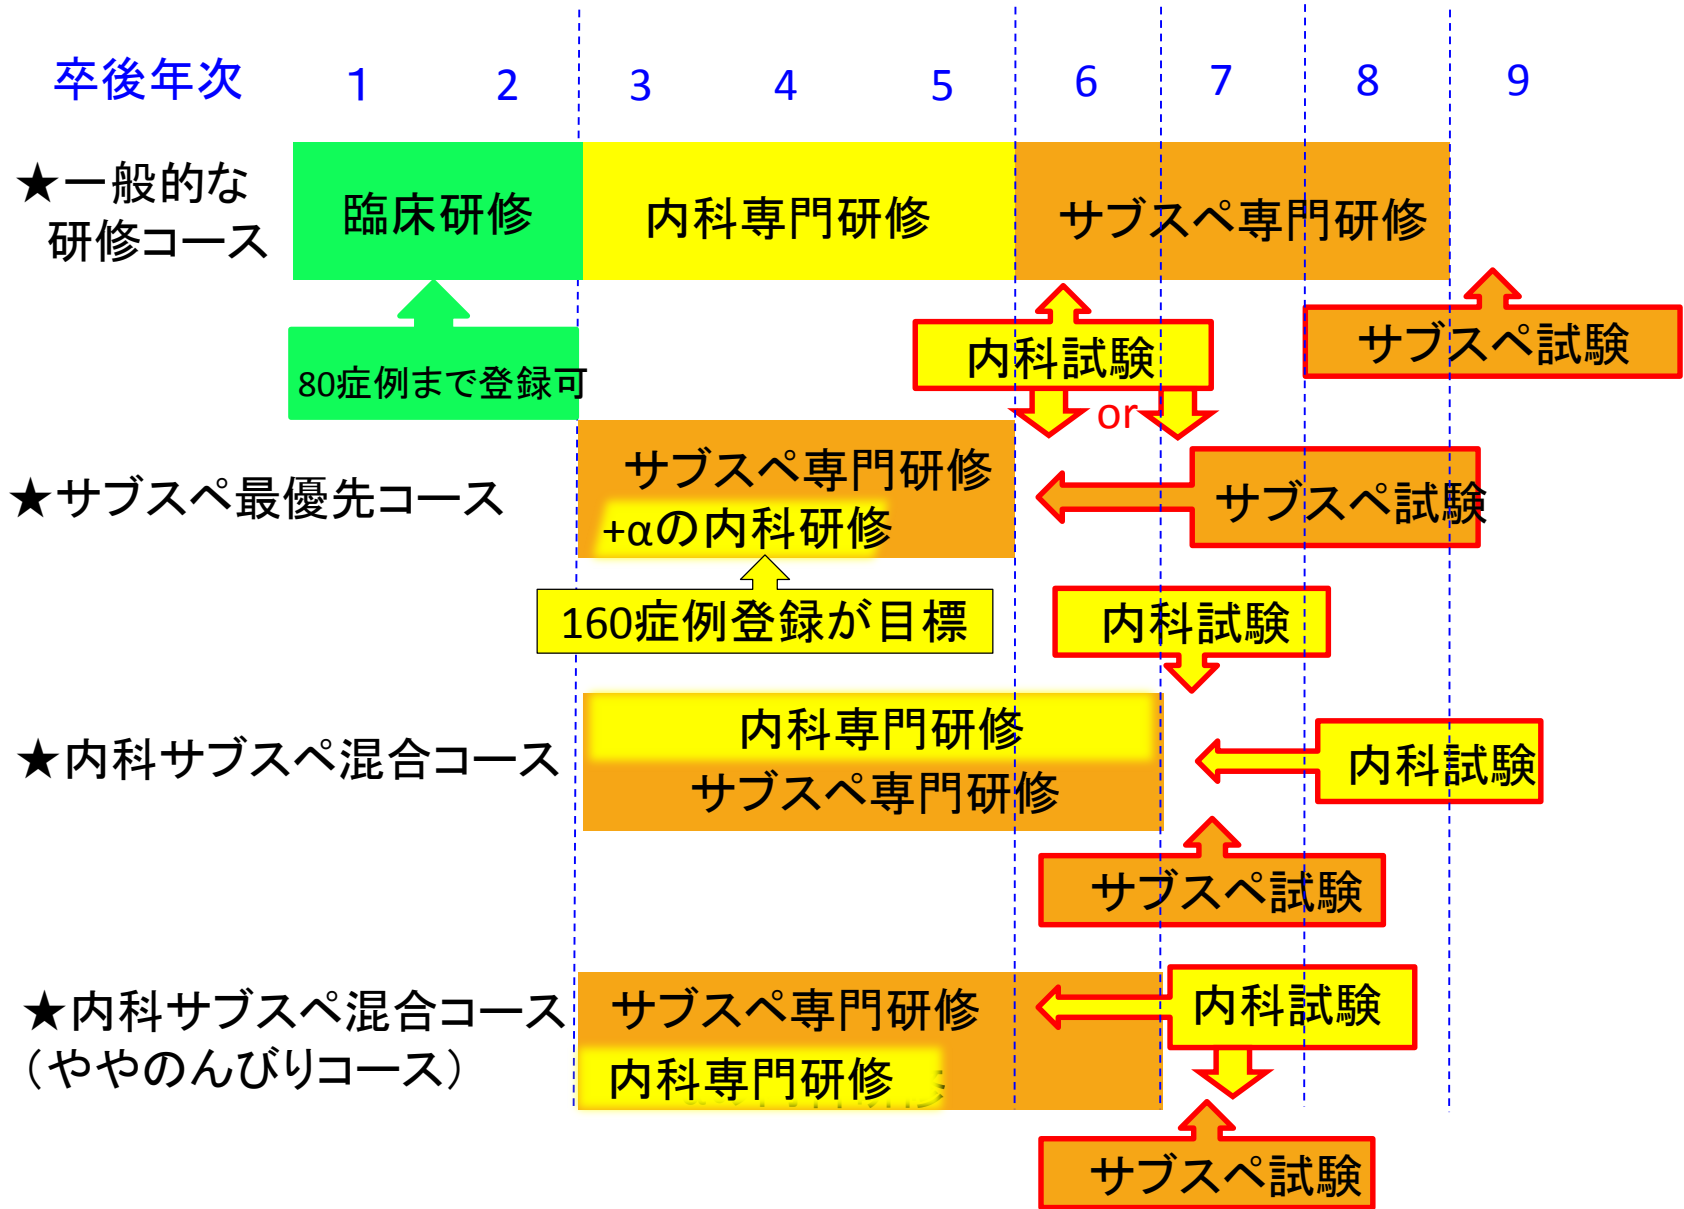 卒後年次 1 2 3 4 5 6 7 8 9
★一般的な
研修コース
臨床研修
内科専門研修
サブスペ専門研修
80症例まで登録可
内科試験
サブスペ試験
or
★サブスペ最優先コース
サブスペ専門研修
+αの内科研修
サブスペ試験
160症例登録が目標
内科試験
★内科サブスペ混合コース
内科専門研修
サブスペ専門研修
内科試験
サブスペ試験
★内科サブスペ混合コース
（ややのんびりコース）
サブスペ専門研修
内科専門研修
内科試験
サブスペ試験